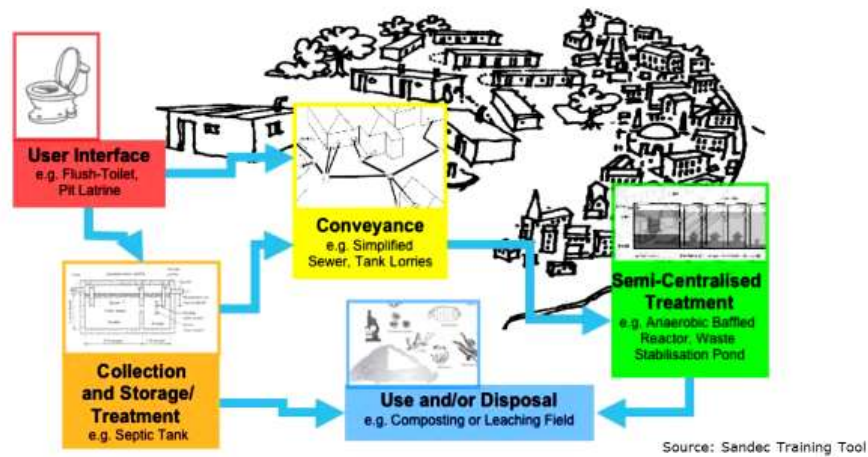 User Interface
e.g. Flush-Toilet,
Pit Latrine
Conveyance
e.g. Simplified
Sewer, Tank Lorries
Semi-Centralised
Treatment
e.g. Anaerobic Baffled
Reactor, Waste
Stabilisation Pond
Collection
and Storage/
Treatment
e.g. Septic Tank
Use and/or Disposal
e.g. Composting or Leaching Field
Source: Sandec Training Tool